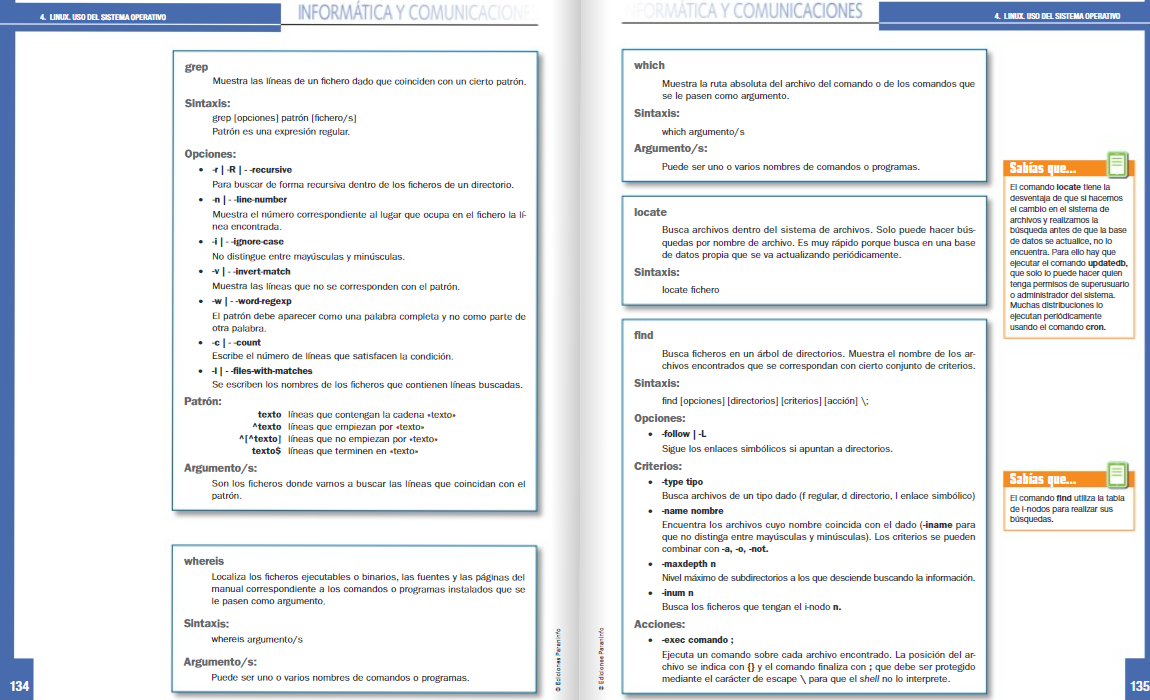 4. LINUX. USO DEL SISTEMA OPERATIVO
INFORMÁTICA Y COMUNICACIONES
grep
Muestra las líneas de un fichero dado que coinciden con un cierto patrón.
Sintaxis:
grep [opciones] patrón [fichero/s]
Patrón es una expresión regular.
Opciones:
• -r | -R | - -recursive
Para buscar de forma recursiva dentro de los ficheros de un directorio.
• -n | - -line-number
Muestra el número correspondiente al lugar que ocupa en el fichero la lí-
nea encontrada.
• -i | - -ignore-case
No distingue entre mayúsculas y minúsculas.
• -v | - -invert-match
Muestra las líneas que no se corresponden con el patrón.
• -w | - -word-regexp
El patrón debe aparecer como una palabra completa y no como parte de
otra palabra.
• -c | - -count
Escribe el número de líneas que satisfacen la condición.
• -l | - -files-with-matches
Se escriben los nombres de los ficheros que contienen líneas buscadas.
Patrón:
texto líneas que contengan la cadena «texto»
^texto líneas que empiezan por «texto»
^[^texto] líneas que no empiezan por «texto»
texto$ líneas que terminen en «texto»
Argumento/s:
Son los ficheros donde vamos a buscar las líneas que coincidan con el
patrón.
whereis
Localiza los ficheros ejecutables o binarios, las fuentes y las páginas del
manual correspondiente a los comandos o programas instalados que se
le pasen como argumento.
Sintaxis:
whereis argumento/s
Argumento/s:
Puede ser uno o varios nombres de comandos o programas.
© Ediciones Paraninfo
134
INFORMÁTICA Y COMUNICACIONES
4. LINUX. USO DEL SISTEMA OPERATIVO
which
Muestra la ruta absoluta del archivo del comando o de los comandos que
se le pasen como argumento.
Sintaxis:
which argumento/s
Argumento/s:
Puede ser uno o varios nombres de comandos o programas.
locate
Busca archivos dentro del sistema de archivos. Solo puede hacer bús-
quedas por nombre de archivo. Es muy rápido porque busca en una base
de datos propia que se va actualizando periódicamente.
Sintaxis:
locate fichero
find
Busca ficheros en un árbol de directorios. Muestra el nombre de los ar-
chivos encontrados que se correspondan con cierto conjunto de criterios.
Sintaxis:
find [opciones] [directorios] [criterios] [acción] \;
Opciones:
• -follow | -L
Sigue los enlaces simbólicos si apuntan a directorios.
Criterios:
• -type tipo
Busca archivos de un tipo dado (f regular, d directorio, l enlace simbólico)
• -name nombre
Encuentra los archivos cuyo nombre coincida con el dado (-iname para
que no distinga entre mayúsculas y minúsculas). Los criterios se pueden
combinar con -a, -o, -not.
• -maxdepth n
Nivel máximo de subdirectorios a los que desciende buscando la información.
• -inum n
Busca los ficheros que tengan el i-nodo n.
Acciones:
• -exec comando ;
Ejecuta un comando sobre cada archivo encontrado. La posición del ar-
chivo se indica con {} y el comando finaliza con ; que debe ser protegido
mediante el carácter de escape \ para que el shell no lo interprete.
Sabías que...
El comando locate tiene la
desventaja de que si hacemos
el cambio en el sistema de
archivos y realizamos la
búsqueda antes de que la base
de datos se actualice, no lo
encuentra. Para ello hay que
ejecutar el comando updatedb,
que solo lo puede hacer quien
tenga permisos de superusuario
o administrador del sistema.
Muchas distribuciones lo
ejecutan periódicamente
usando el comando cron.
Sabías que...
El comando find utiliza la tabla
de i-nodos para realizar sus
búsquedas.
© Ediciones Paraninfo
135